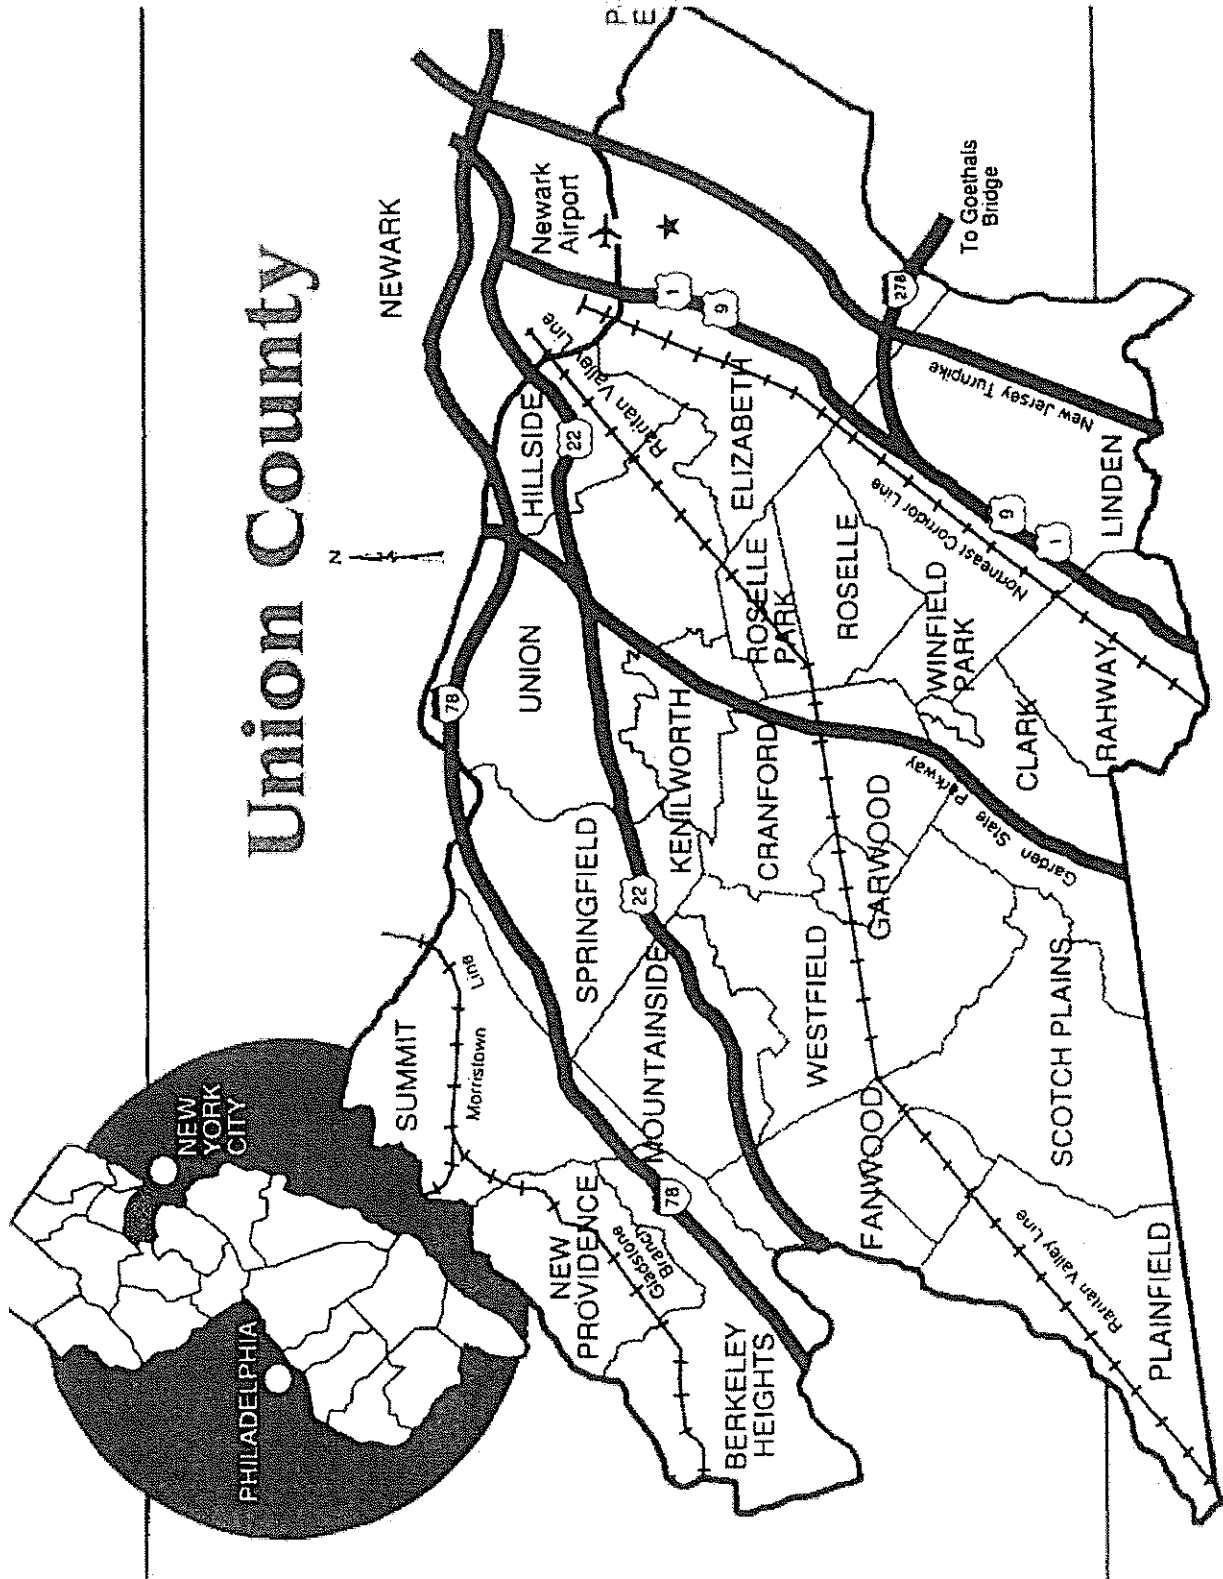 Union County
NEW
YORK
CITY
PHILADELPHIA
N
NEWARK
Newark
Airport
SUMMIT
Morristown
Line
78
UNION
HILLSIDE
22
Raritan Valley Line
1
9
NEW
PROVIDENCE
Gladstone
Branch
SPRINGFIELD
22
KENILWORTH
ELIZABETH
MOUNTAINSIDE
78
BERKELEY
HEIGHTS
CRANFORD
ROSELLE
PARK
278
To Goethals
Bridge
WESTFIELD
GARWOOD
ROSELLE
FANWOOD
WINFIELD
PARK
Northeast Corridor Line
New Jersey Turnpike
9
1
Garden State Parkway
CLARK
LINDEN
SCOTCH PLAINS
RAHWAY
Raritan Valley Line
PLAINFIELD
P
E